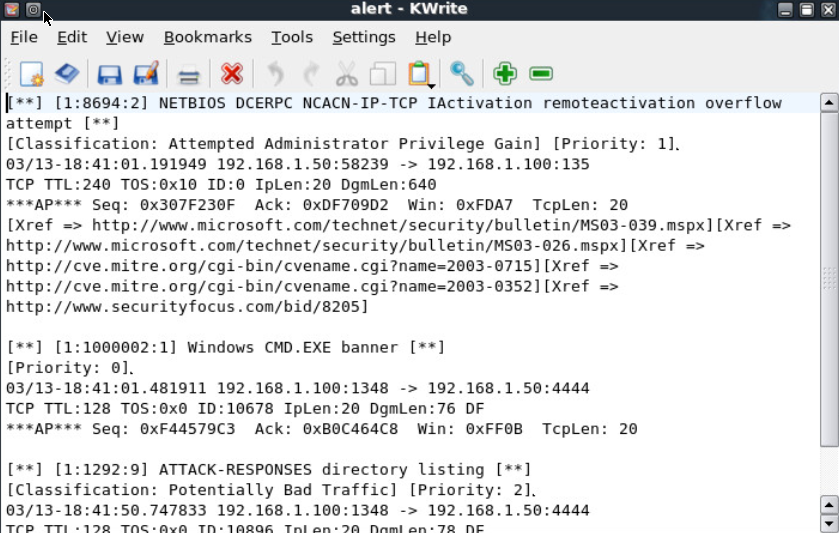 alert - KWrite
File Edit View Bookmarks Tools Settings Help
[**] [1:8694:2] NETBIOS DCERPC NCACN-IP-TCP IActivation remoteactivation overflow
attempt [**]
[Classification: Attempted Administrator Privilege Gain] [Priority: 1]
03/13-18:41:01.191949 192.168.1.50:58239 -> 192.168.1.100:135
TCP TTL:240 TOS:0x10 ID:0 IpLen:20 DgmLen:640
***AP*** Seq: 0x307F230F  Ack: 0xDF709D2  Win: 0xFDA7  TcpLen: 20
[Xref => http://www.microsoft.com/technet/security/bulletin/MS03-039.mspx][Xref =>
http://www.microsoft.com/technet/security/bulletin/MS03-026.mspx][Xref =>
http://cve.mitre.org/cgi-bin/cvename.cgi?name=2003-0715][Xref =>
http://cve.mitre.org/cgi-bin/cvename.cgi?name=2003-0352][Xref =>
http://www.securityfocus.com/bid/8205]
[**] [1:1000002:1] Windows CMD.EXE banner [**]
[Priority: 0]
03/13-18:41:01.481911 192.168.1.100:1348 -> 192.168.1.50:4444
TCP TTL:128 TOS:0x0 ID:10678 IpLen:20 DgmLen:76 DF
***AP*** Seq: 0xF44579C3  Ack: 0xB0C464C8  Win: 0xFF0B  TcpLen: 20
[**] [1:1292:9] ATTACK-RESPONSES directory listing [**]
[Classification: Potentially Bad Traffic] [Priority: 2]
03/13-18:41:50.747833 192.168.1.100:1348 -> 192.168.1.50:4444
TCP TTL:128 TOS:0x0 ID:10896 IpLen:20 DgmLen:78 DF